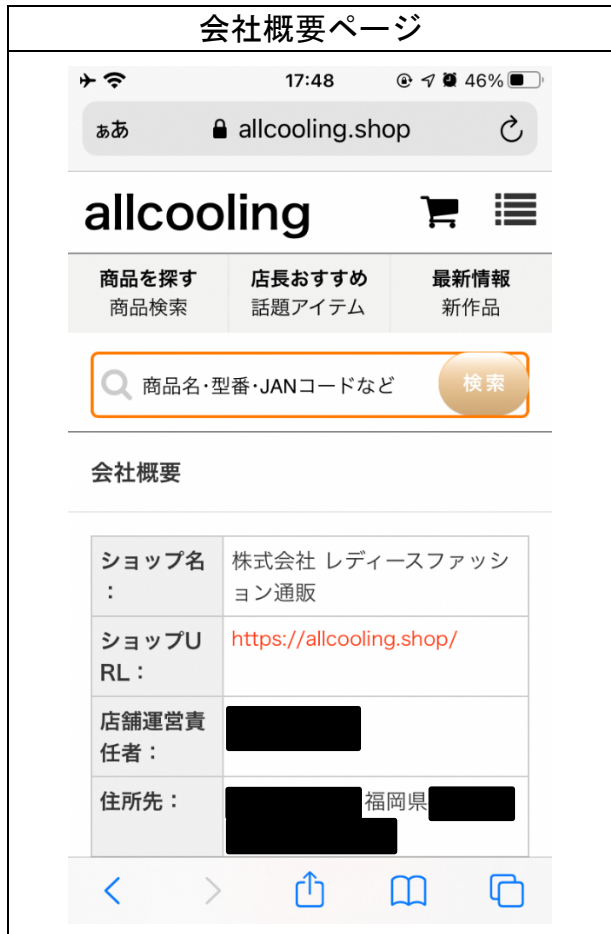 会社概要ページ
17:48
46%
ぁあ
allcooling.shop
allcooling
商品を探す
商品検索
店長おすすめ
話題アイテム
最新情報
新作品
商品名・型番・JANコードなど
検索
会社概要
ショップ名
：
株式会社 レディースファッシ
ョン通販
ショップU
RL：
https://allcooling.shop/
店舗運営責
任者：
住所先：
福岡県